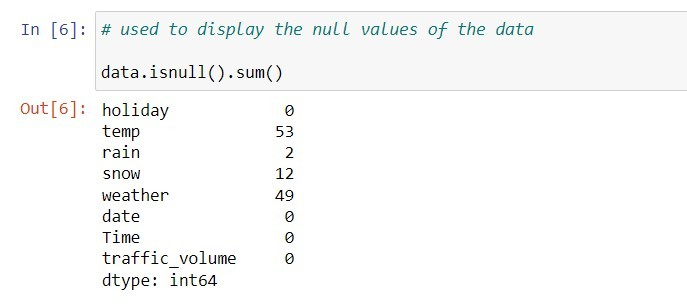 In [6]: # used to display the null values of the data
data.isnull().sum()
Out[6]: holiday 0
temp 53
rain 2
snow 12
weather 49
date 0
Time 0
traffic_volume 0
dtype: int64